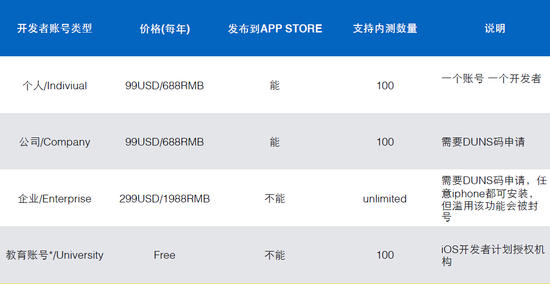 开发者账号类型 价格(每年) 发布到APP STORE 支持内测数量 说明
个人/Indiviual 99USD/688RMB 能 100 一个账号 一个开发者
公司/Company 99USD/688RMB 能 100 需要DUNS码申请
企业/Enterprise 299USD/1988RMB 不能 unlimited 需要DUNS码申请，任
意iphone都可安装，
但滥用该功能会被封
号
教育账号*/University Free 不能 100 iOS开发者计划授权机
构